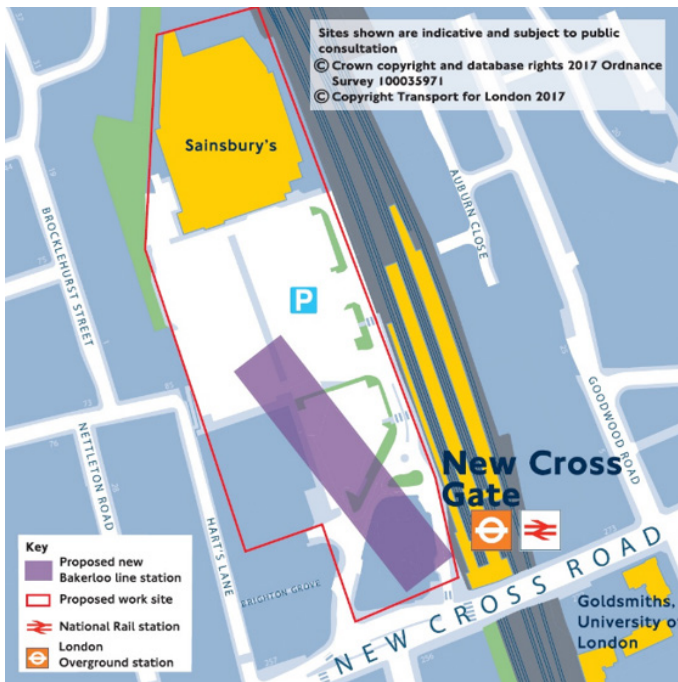 Sites shown are indicative and subject to public
consultation
© Crown copyright and database rights 2017 Ordnance
Survey 100035971
© Copyright Transport for London 2017
Sainsbury's
AUBURN CLOSE
BROCKLEHURST STREET
P
GOODWOOD ROAD
NETTLETON ROAD
HART'S LANE
New Cross
Gate
BRIGHTON GROVE
NEW CROSS ROAD
Goldsmiths,
University of
London
Key
Proposed new
Bakerloo line station
Proposed work site
National Rail station
London
Overground station